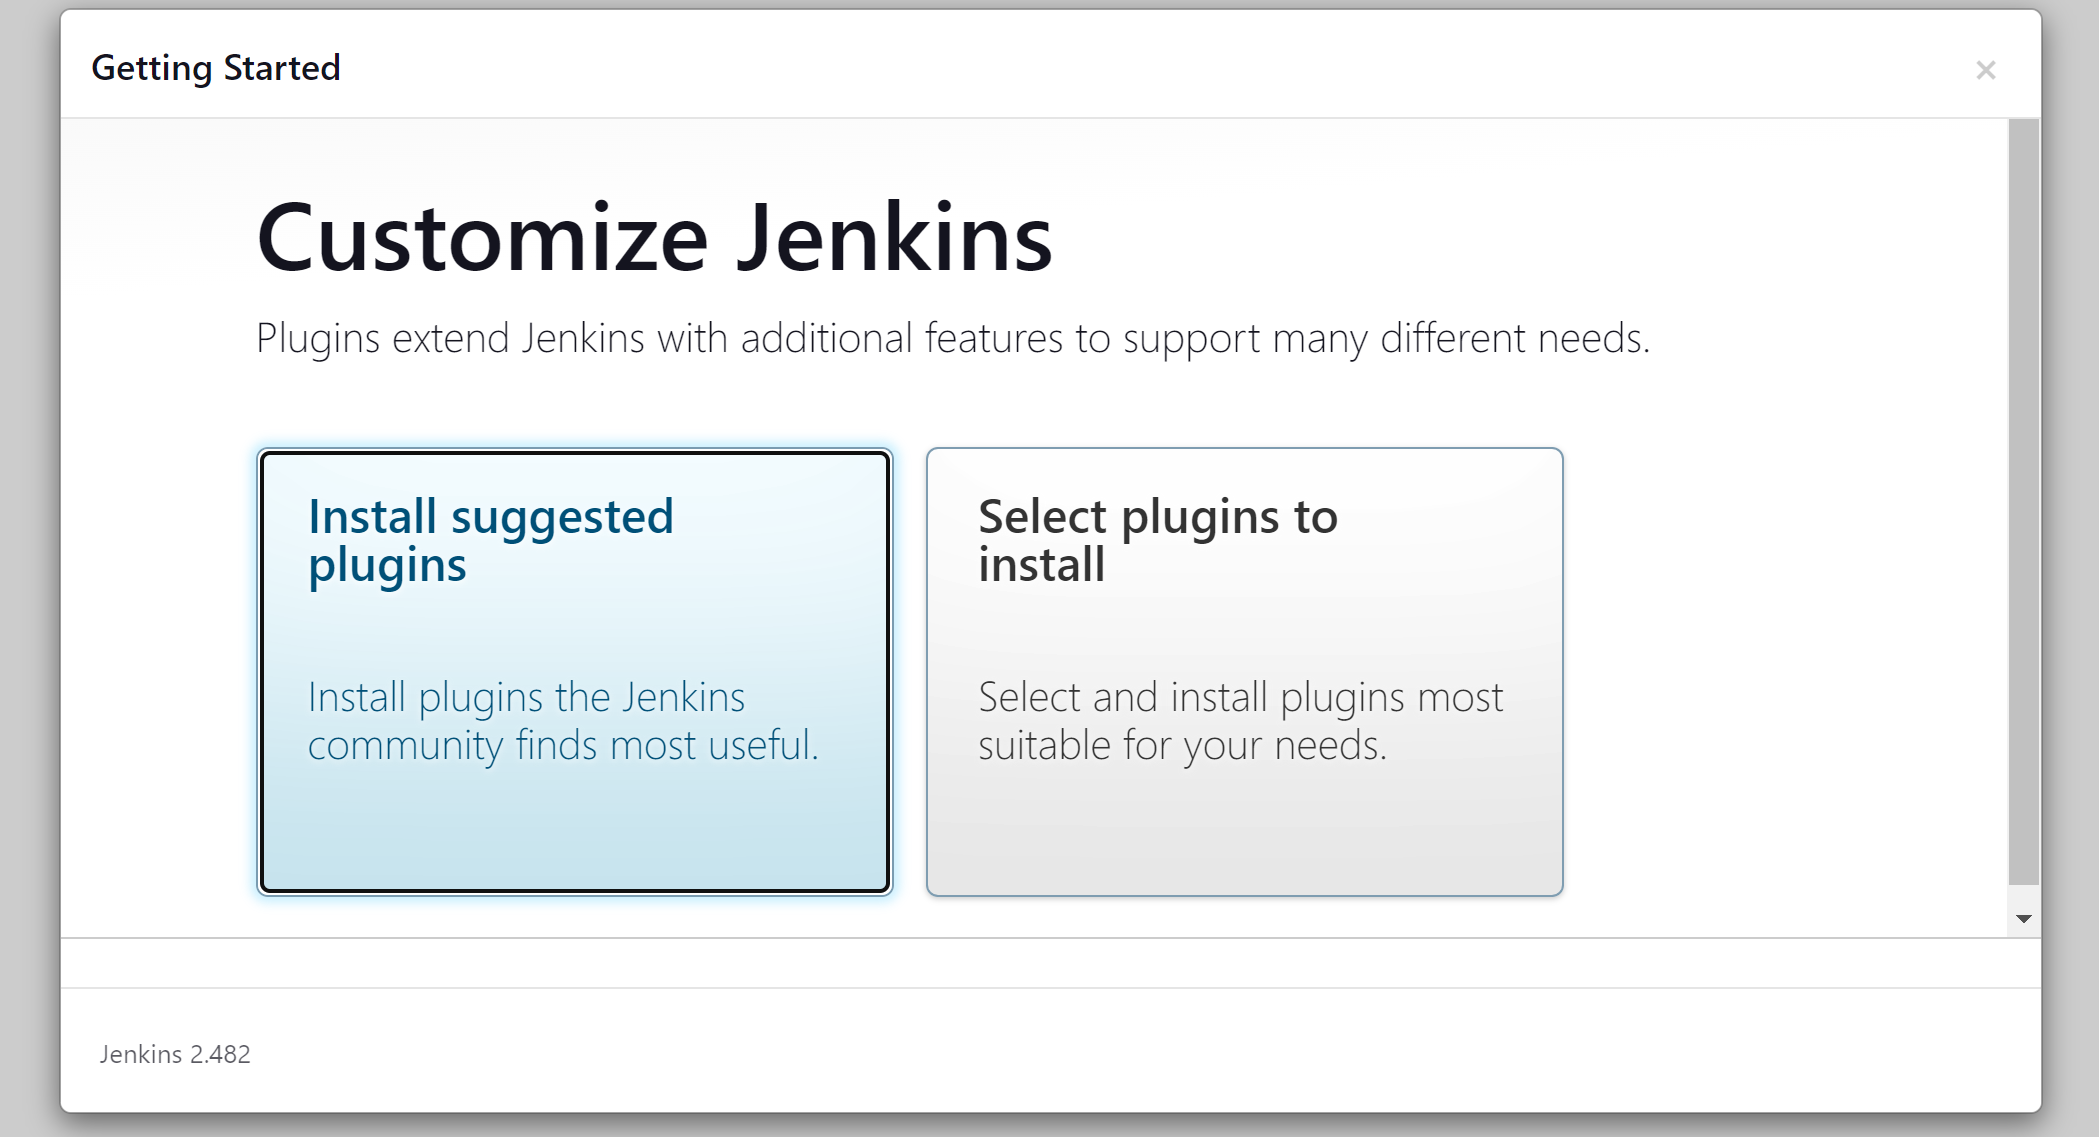 Getting Started
×
Customize Jenkins
Plugins extend Jenkins with additional features to support many different needs.
Install suggested
plugins
Install plugins the Jenkins
community finds most useful.
Select plugins to
install
Select and install plugins most
suitable for your needs.
Jenkins 2.482